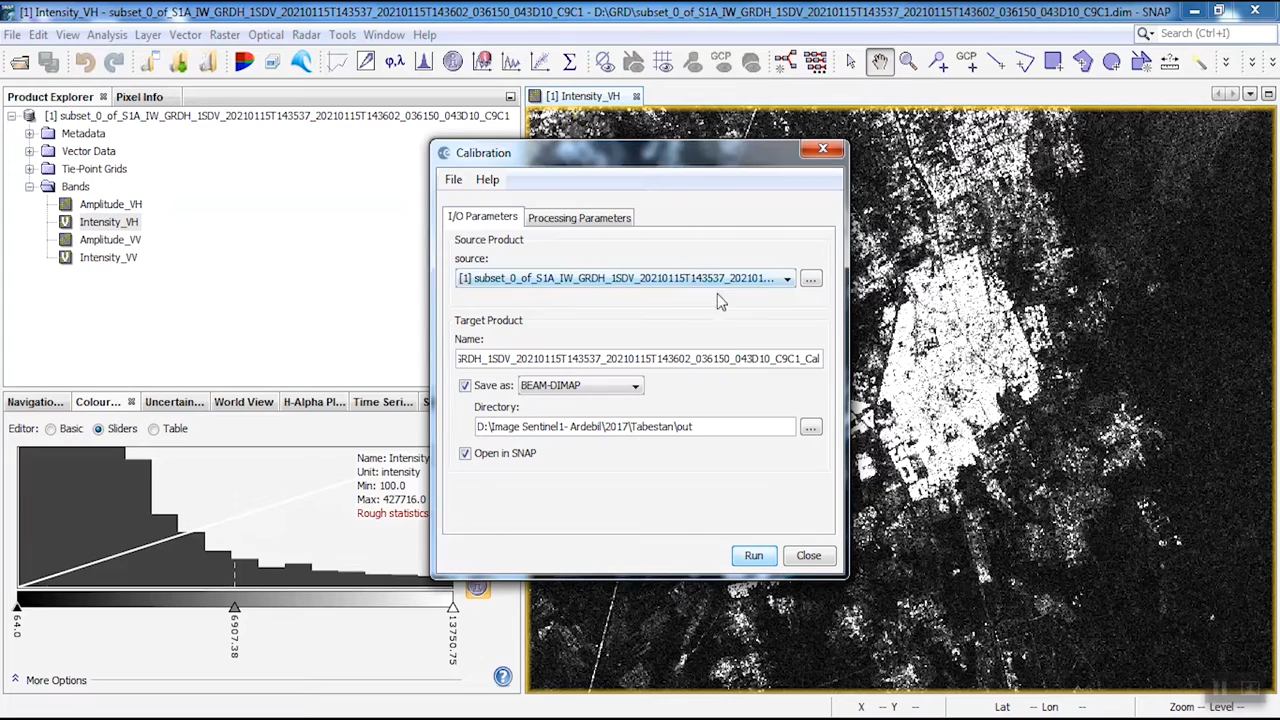 [1] Intensity_VH - subset_0_of_S1A_IW_GRDH_1SDV_20210115T143537_20210115T143602_036150_043D10_C9C1 - D:\GRD\subset_0_of_S1A_IW_GRDH_1SDV_20210115T143537_20210115T143602_036150_043D10_C9C1.dim - SNAP
File Edit View Analysis Layer Vector Raster Optical Radar Tools Window Help
Search (Ctrl+I)
φ,λ Σ GCP GCP
Product Explorer Pixel Info
[1] Intensity_VH
[1] subset_0_of_S1A_IW_GRDH_1SDV_20210115T143537_20210115T143602_036150_043D10_C9C1
Metadata
Vector Data
Tie-Point Grids
Bands
Amplitude_VH
Intensity_VH
Amplitude_VV
Intensity_VV
Calibration
File Help
I/O Parameters Processing Parameters
Source Product
source:
[1] subset_0_of_S1A_IW_GRDH_1SDV_20210115T143537_202101...
Target Product
Name:
GRDH_1SDV_20210115T143537_20210115T143602_036150_043D10_C9C1_Cal
Save as: BEAM-DIMAP
Directory:
D:\Image Sentinel1- Ardebil\2017\Tabestan\out
Open in SNAP
Run Close
Navigatio... Colour... Uncertain... World View H-Alpha Pl... Time Seri...
Editor: Basic Sliders Table
Name: Intensity
Unit: intensity
Min: 100.0
Max: 427716.0
Rough statistics
64.0
6907.38
13750.75
More Options
X -- Y -- Lat -- Lon -- Zoom -- Level --